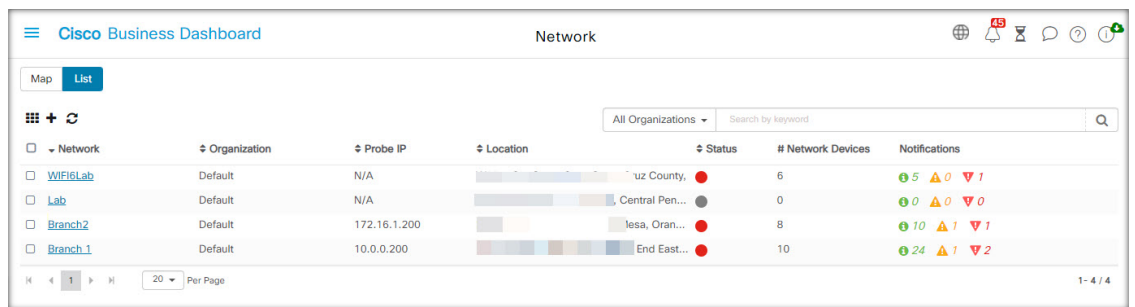 Cisco Business Dashboard Network 45
Map List
All Organizations Search by keyword
Network Organization Probe IP Location Status # Network Devices Notifications
WIFI6Lab Default N/A County, 6 5 0 1
Lab Default N/A , Central Pen... 0 0 0 0
Branch2 Default 172.16.1.200 Oran... 8 10 1 1
Branch 1 Default 10.0.0.200 End East... 10 24 1 2
1 20 Per Page 1- 4 / 4